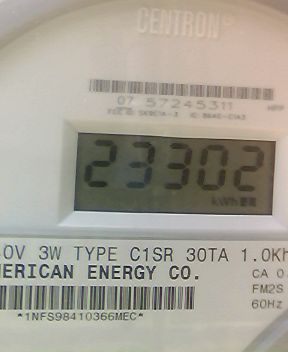 CENTRON®
07 57245311
23302
kWh
0V 3W TYPE C1SR 30TA 1.0Kh
MERICAN ENERGY CO.
CA 0.
FM2S
60Hz
*1NFS98410366MEC*